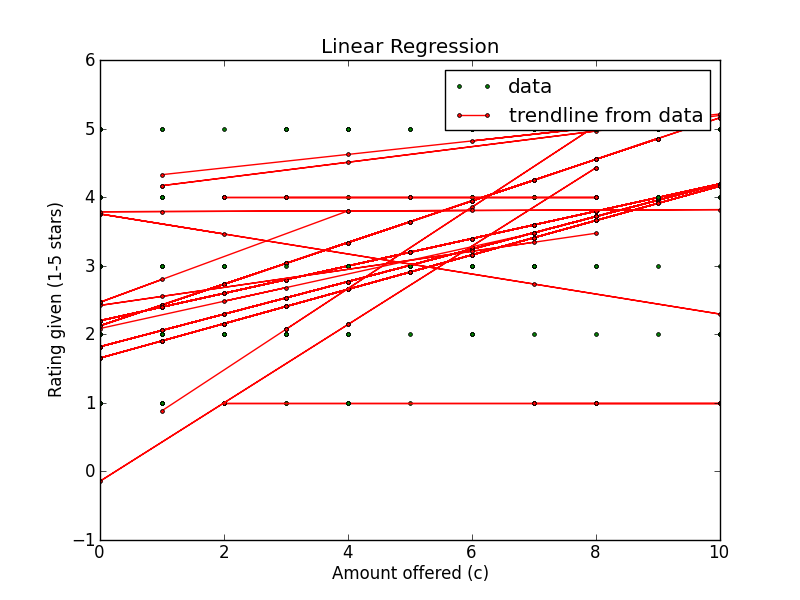 Linear Regression
data
trendline from data
6
5
4
3
2
1
0
−1
0 2 4 6 8 10
Rating given (1-5 stars)
Amount offered (c)